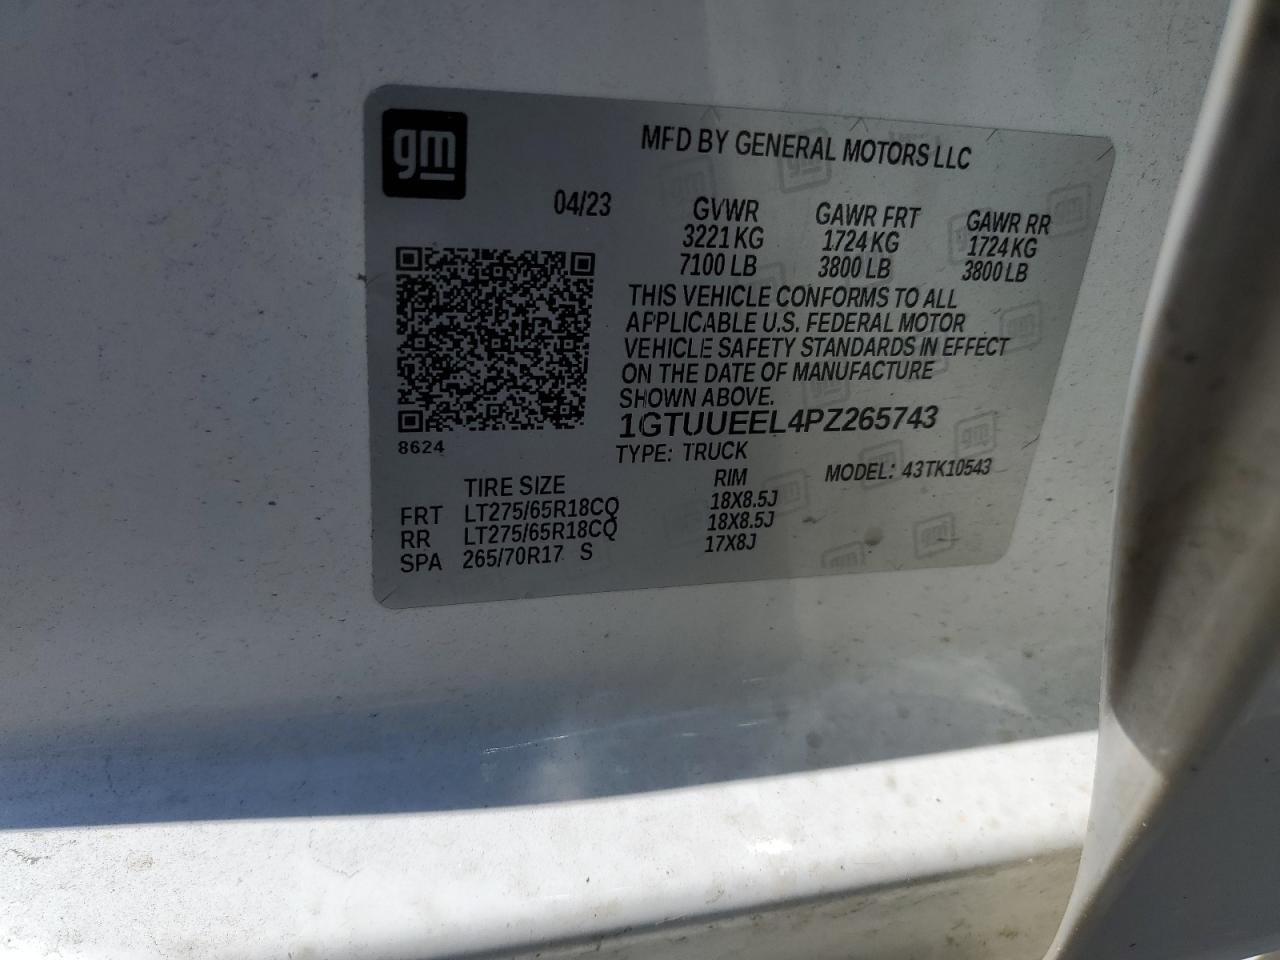 gm
MFD BY GENERAL MOTORS LLC
04/23 GVWR GAWR FRT GAWR RR
3221 KG 1724 KG 1724 KG
7100 LB 3800 LB 3800 LB
THIS VEHICLE CONFORMS TO ALL
APPLICABLE U.S. FEDERAL MOTOR
VEHICLE SAFETY STANDARDS IN EFFECT
ON THE DATE OF MANUFACTURE
SHOWN ABOVE.
1GTUUEEL4PZ265743
8624
TYPE: TRUCK MODEL: 43TK10543
TIRE SIZE RIM
FRT LT275/65R18CQ 18X8.5J
RR LT275/65R18CQ 18X8.5J
SPA 265/70R17 S 17X8J